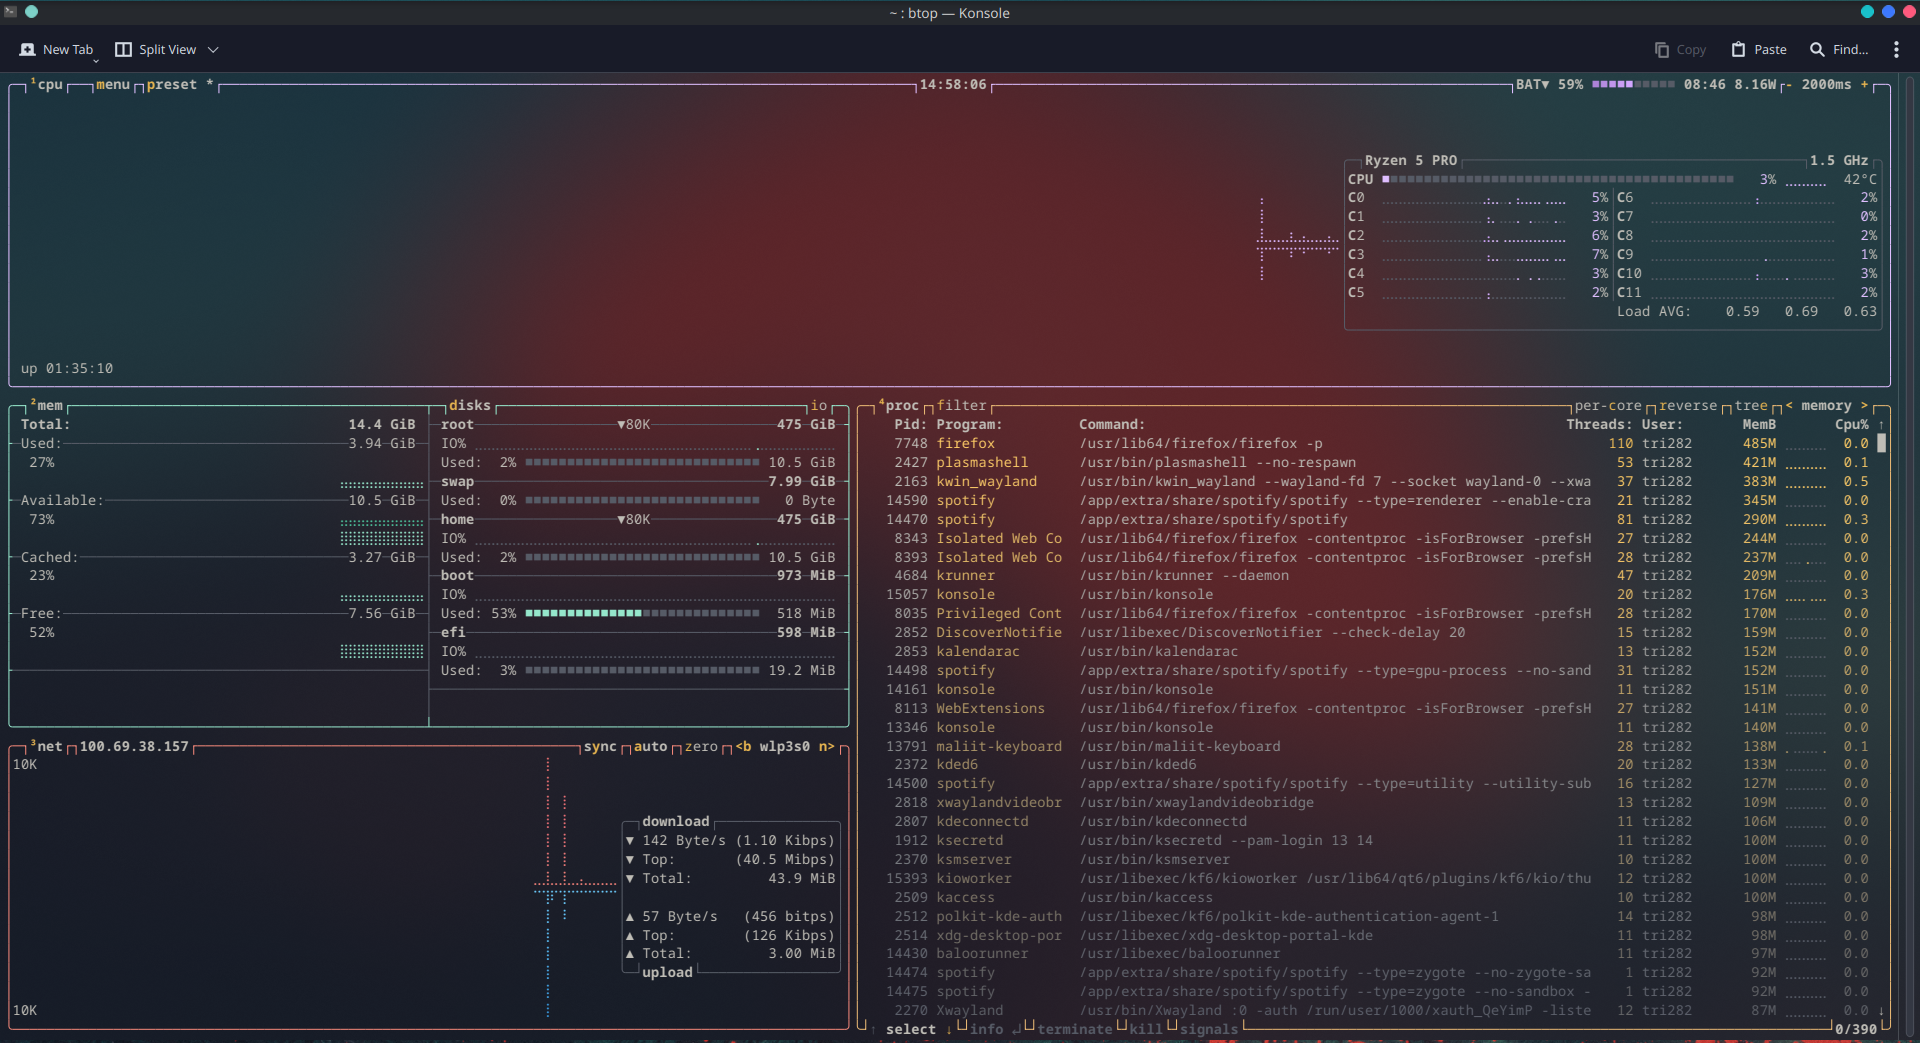 ~ : btop — Konsole
New Tab Split View Copy Paste Find...
¹cpu menu preset * 14:58:06 BAT▼ 59% 08:46 8.16W - 2000ms +
Ryzen 5 PRO 1.5 GHz
CPU 3% 42°C
C0 5% C6 2%
C1 3% C7 0%
C2 6% C8 2%
C3 7% C9 1%
C4 3% C10 3%
C5 2% C11 2%
Load AVG: 0.59 0.69 0.63
up 01:35:10
²mem disks io
Total: 14.4 GiB root ▼80K 475 GiB
Used: 3.94 GiB IO%
27% Used: 2% 10.5 GiB
swap 7.99 GiB
Available: 10.5 GiB Used: 0% 0 Byte
73% home ▼80K 475 GiB
IO%
Cached: 3.27 GiB Used: 2% 10.5 GiB
23% boot 973 MiB
IO%
Free: 7.56 GiB Used: 53% 518 MiB
52% efi 598 MiB
IO%
Used: 3% 19.2 MiB
³net 100.69.38.157 sync auto zero <b wlp3s0 n>
10K
download
▼ 142 Byte/s (1.10 Kibps)
▼ Top: (40.5 Mibps)
▼ Total: 43.9 MiB
▲ 57 Byte/s (456 bitps)
▲ Top: (126 Kibps)
▲ Total: 3.00 MiB
upload
10K
⁴proc filter per-core reverse tree < memory >
Pid: Program: Command: Threads: User: MemB Cpu% ↑
7748 firefox /usr/lib64/firefox/firefox -p 110 tri282 485M 0.0
2427 plasmashell /usr/bin/plasmashell --no-respawn 53 tri282 421M 0.1
2163 kwin_wayland /usr/bin/kwin_wayland --wayland-fd 7 --socket wayland-0 --xwa 37 tri282 383M 0.5
14590 spotify /app/extra/share/spotify/spotify --type=renderer --enable-cra 21 tri282 345M 0.0
14470 spotify /app/extra/share/spotify/spotify 81 tri282 290M 0.3
8343 Isolated Web Co /usr/lib64/firefox/firefox -contentproc -isForBrowser -prefsH 27 tri282 244M 0.0
8393 Isolated Web Co /usr/lib64/firefox/firefox -contentproc -isForBrowser -prefsH 28 tri282 237M 0.0
4684 krunner /usr/bin/krunner --daemon 47 tri282 209M 0.0
15057 konsole /usr/bin/konsole 20 tri282 176M 0.3
8035 Privileged Cont /usr/lib64/firefox/firefox -contentproc -isForBrowser -prefsH 28 tri282 170M 0.0
2852 DiscoverNotifie /usr/libexec/DiscoverNotifier --check-delay 20 15 tri282 159M 0.0
2853 kalendarac /usr/bin/kalendarac 13 tri282 152M 0.0
14498 spotify /app/extra/share/spotify/spotify --type=gpu-process --no-sand 31 tri282 152M 0.0
14161 konsole /usr/bin/konsole 11 tri282 151M 0.0
8113 WebExtensions /usr/lib64/firefox/firefox -contentproc -isForBrowser -prefsH 27 tri282 141M 0.0
13346 konsole /usr/bin/konsole 11 tri282 140M 0.0
13791 maliit-keyboard /usr/bin/maliit-keyboard 28 tri282 138M 0.1
2372 kded6 /usr/bin/kded6 20 tri282 133M 0.0
14500 spotify /app/extra/share/spotify/spotify --type=utility --utility-sub 16 tri282 127M 0.0
2818 xwaylandvideobr /usr/bin/xwaylandvideobridge 13 tri282 109M 0.0
2807 kdeconnectd /usr/bin/kdeconnectd 11 tri282 106M 0.0
1912 ksecretd /usr/bin/ksecretd --pam-login 13 14 11 tri282 100M 0.0
2370 ksmserver /usr/bin/ksmserver 10 tri282 100M 0.0
15393 kioworker /usr/libexec/kf6/kioworker /usr/lib64/qt6/plugins/kf6/kio/thu 12 tri282 100M 0.0
2509 kaccess /usr/bin/kaccess 10 tri282 100M 0.0
2512 polkit-kde-auth /usr/libexec/kf6/polkit-kde-authentication-agent-1 14 tri282 98M 0.0
2514 xdg-desktop-por /usr/libexec/xdg-desktop-portal-kde 11 tri282 98M 0.0
14430 baloorunner /usr/libexec/baloorunner 11 tri282 97M 0.0
14474 spotify /app/extra/share/spotify/spotify --type=zygote --no-zygote-sa 1 tri282 92M 0.0
14475 spotify /app/extra/share/spotify/spotify --type=zygote --no-sandbox - 1 tri282 92M 0.0
2270 Xwayland /usr/bin/Xwayland :0 -auth /run/user/1000/xauth_QeYimP -liste 12 tri282 87M 0.0 ↓
↑ select ↓ info ↲ terminate kill signals 0/390